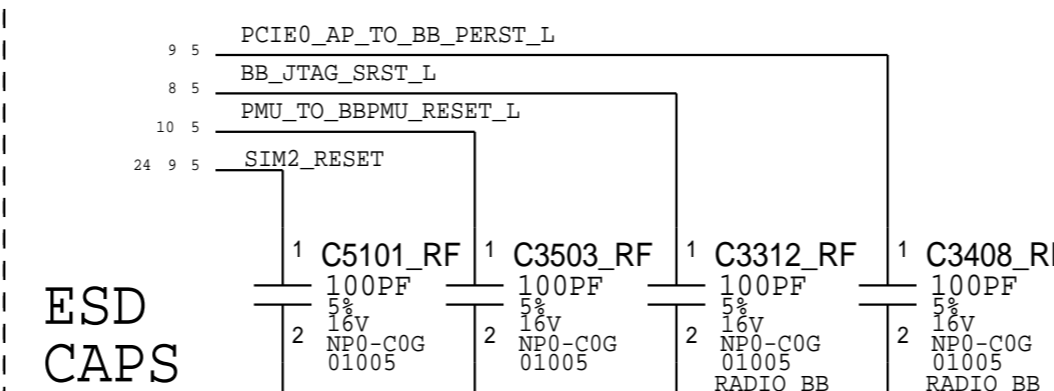 9 5 PCIE0_AP_TO_BB_PERST_L
8 5 BB_JTAG_SRST_L
10 5 PMU_TO_BBPMU_RESET_L
24 9 5 SIM2_RESET
ESD
CAPS
1 C5101_RF
100PF
5%
16V
2 NP0-C0G
01005
1 C3503_RF
100PF
5%
16V
2 NP0-C0G
01005
1 C3312_RF
100PF
5%
16V
2 NP0-C0G
01005
RADIO_BB
1 C3408_RF
100PF
5%
16V
2 NP0-C0G
01005
RADIO_BB